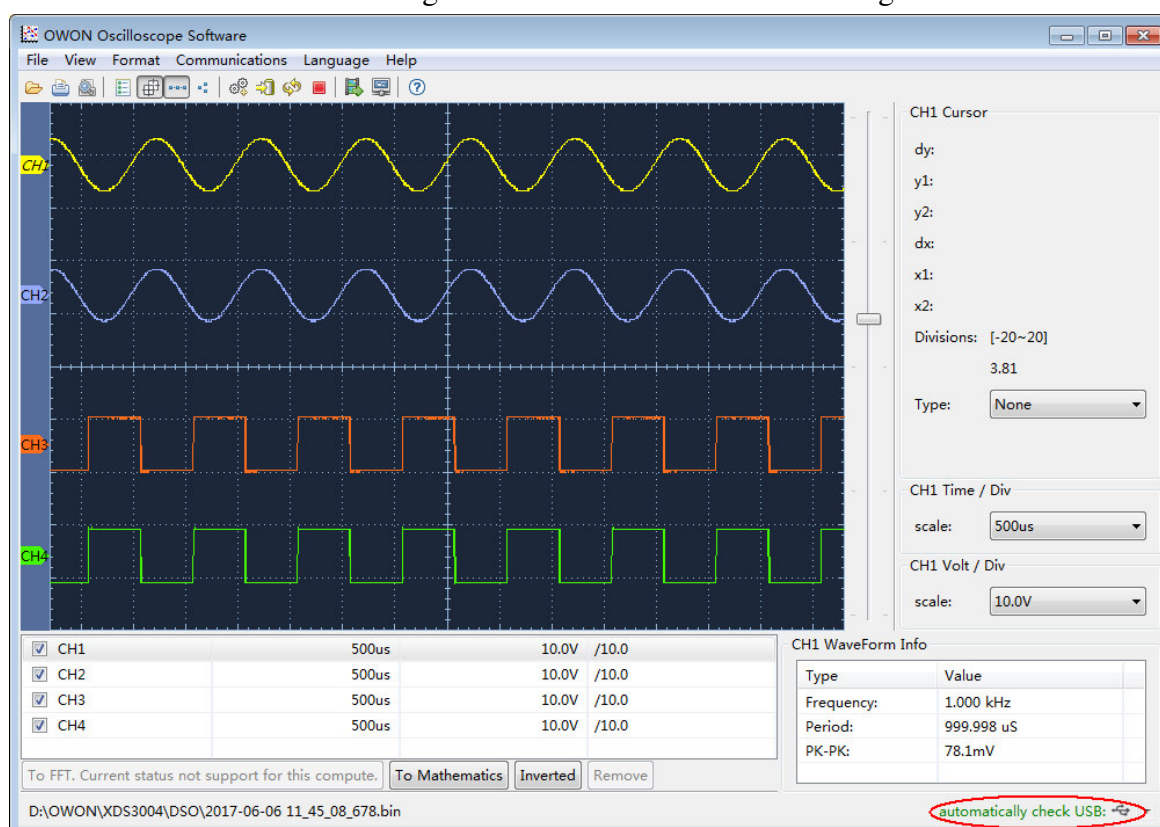 OWON Oscilloscope Software
File View Format Communications Language Help
CH1
CH2
CH3
CH4
CH1 Cursor
dy:
y1:
y2:
dx:
x1:
x2:
Divisions: [-20~20]
3.81
Type: None
CH1 Time / Div
scale: 500us
CH1 Volt / Div
scale: 10.0V
CH1 500us 10.0V /10.0
CH2 500us 10.0V /10.0
CH3 500us 10.0V /10.0
CH4 500us 10.0V /10.0
CH1 WaveForm Info
Type Value
Frequency: 1.000 kHz
Period: 999.998 uS
PK-PK: 78.1mV
To FFT. Current status not support for this compute. To Mathematics Inverted Remove
D:\OWON\XDS3004\DSO\2017-06-06 11_45_08_678.bin
automatically check USB: